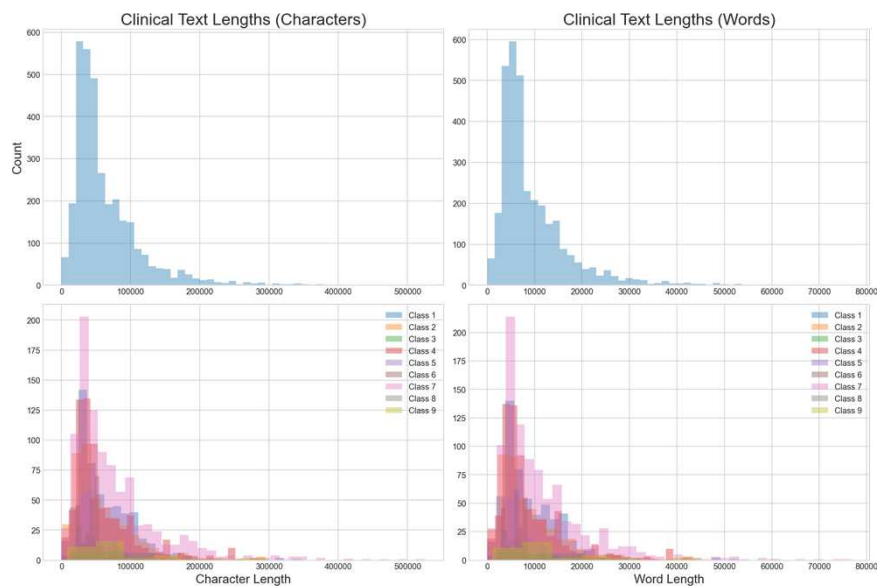 Clinical Text Lengths (Characters)
600
500
400
300
200
100
0
Count
0 100000 200000 300000 400000 500000
Clinical Text Lengths (Words)
600
500
400
300
200
100
0
0 10000 20000 30000 40000 50000 60000 70000 80000
200
175
150
125
100
75
50
25
0
Class 1
Class 2
Class 3
Class 4
Class 5
Class 6
Class 7
Class 8
Class 9
0 100000 200000 300000 400000 500000
Character Length
200
175
150
125
100
75
50
25
0
Class 1
Class 2
Class 3
Class 4
Class 5
Class 6
Class 7
Class 8
Class 9
0 10000 20000 30000 40000 50000 60000 70000 80000
Word Length